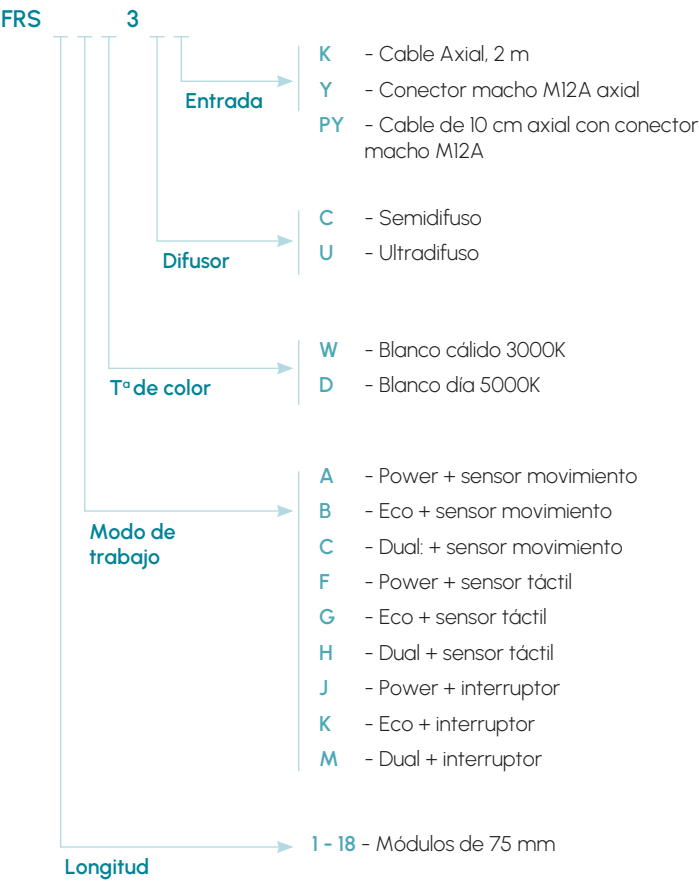 FRS 3
K - Cable Axial, 2 m
Y - Conector macho M12A axial
Entrada
PY - Cable de 10 cm axial con conector
macho M12A
C - Semidifuso
U - Ultradifuso
Difusor
W - Blanco cálido 3000K
D - Blanco día 5000K
Tª de color
A - Power + sensor movimiento
B - Eco + sensor movimiento
Modo de
trabajo
C - Dual: + sensor movimiento
F - Power + sensor táctil
G - Eco + sensor táctil
H - Dual + sensor táctil
J - Power + interruptor
K - Eco + interruptor
M - Dual + interruptor
1 - 18 - Módulos de 75 mm
Longitud